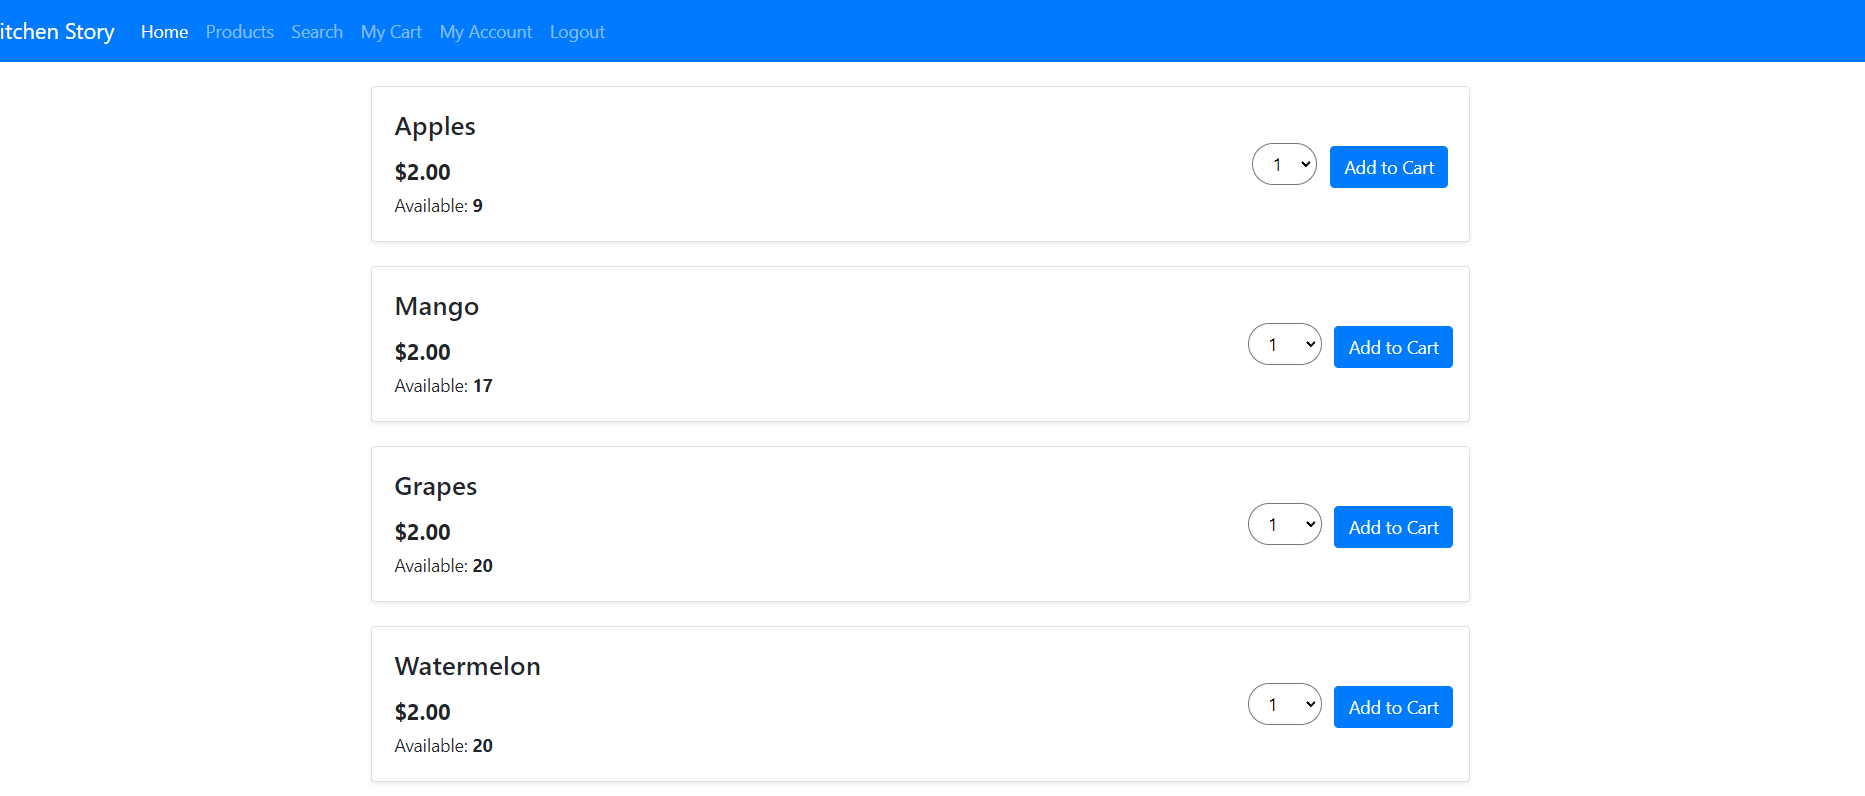 itchen Story Home Products Search My Cart My Account Logout
Apples
$2.00
Available: 9
1 Add to Cart
Mango
$2.00
Available: 17
1 Add to Cart
Grapes
$2.00
Available: 20
1 Add to Cart
Watermelon
$2.00
Available: 20
1 Add to Cart